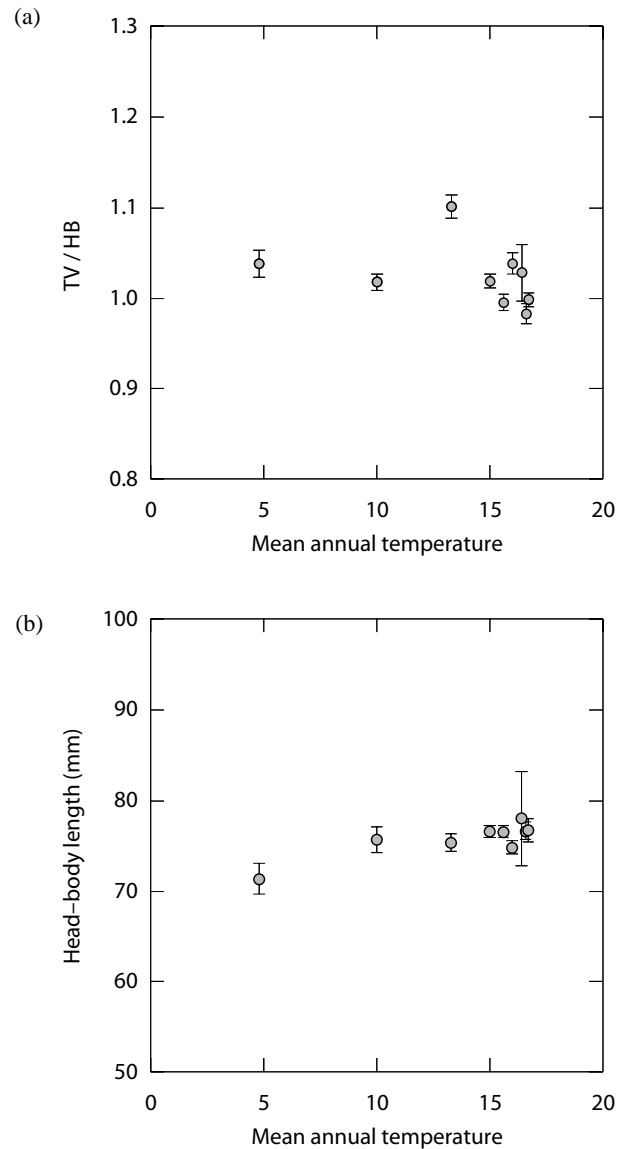 (a)
1.3
1.2
1.1
1.0
0.9
0.8
TV / HB
0 5 10 15 20
Mean annual temperature
(b)
100
90
80
70
60
50
Head–body length (mm)
0 5 10 15 20
Mean annual temperature